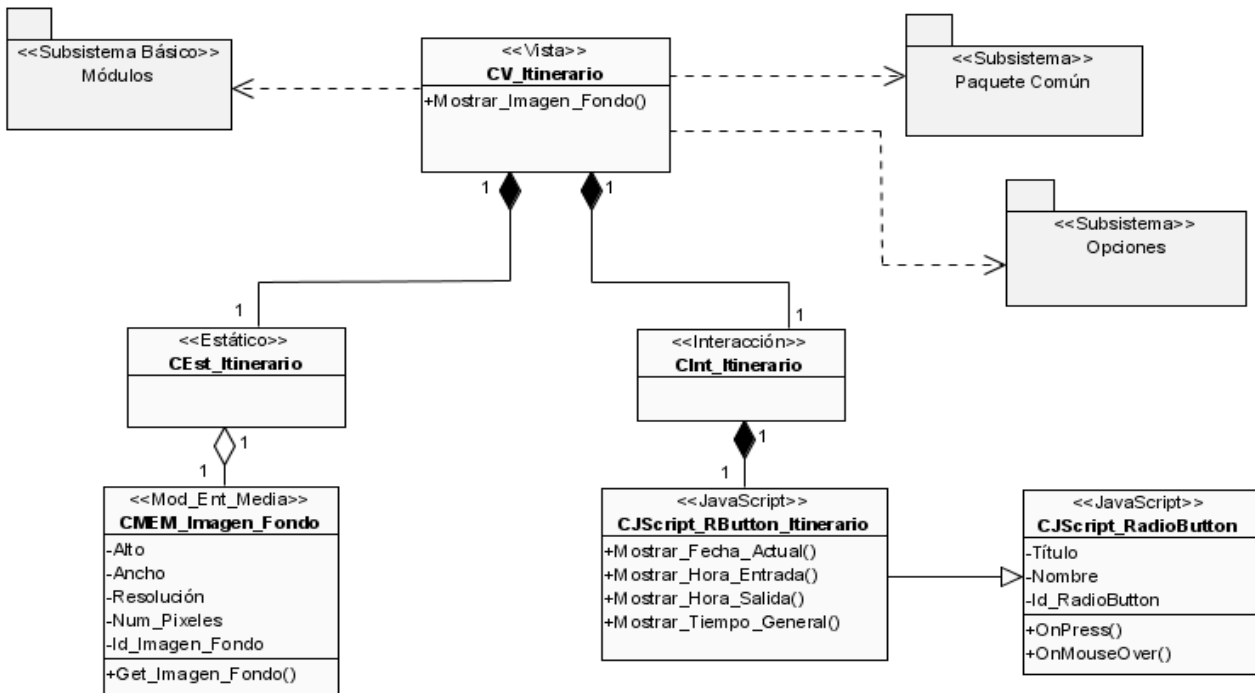 <<Subsistema Básico>>
Módulos
<<Vista>>
CV_Itinerario
+Mostrar_Imagen_Fondo()
<<Subsistema>>
Paquete Común
<<Subsistema>>
Opciones
1
1
1
1
<<Estático>>
CEst_Itinerario
<<Interacción>>
CInt_Itinerario
1
1
1
1
<<Mod_Ent_Media>>
CMEM_Imagen_Fondo
-Alto
-Ancho
-Resolución
-Num_Pixeles
-Id_Imagen_Fondo
+Get_Imagen_Fondo()
<<JavaScript>>
CJScript_RButton_Itinerario
+Mostrar_Fecha_Actual()
+Mostrar_Hora_Entrada()
+Mostrar_Hora_Salida()
+Mostrar_Tiempo_General()
<<JavaScript>>
CJScript_RadioButton
-Título
-Nombre
-Id_RadioButton
+OnPress()
+OnMouseOver()